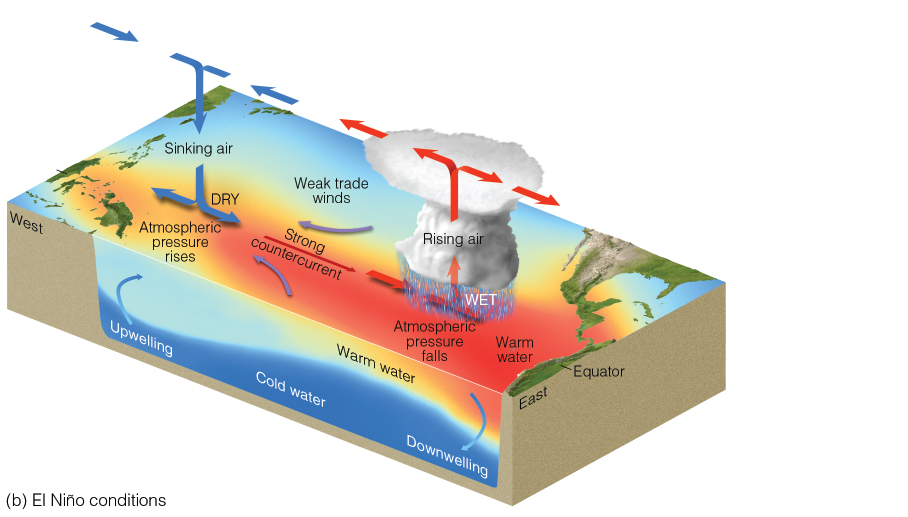 Sinking air
DRY
Weak trade
winds
West
Atmospheric
pressure
rises
Strong
countercurrent
Rising air
WET
Atmospheric
pressure
falls
Warm
water
Equator
East
Upwelling
Warm water
Cold water
Downwelling
(b) El Niño conditions